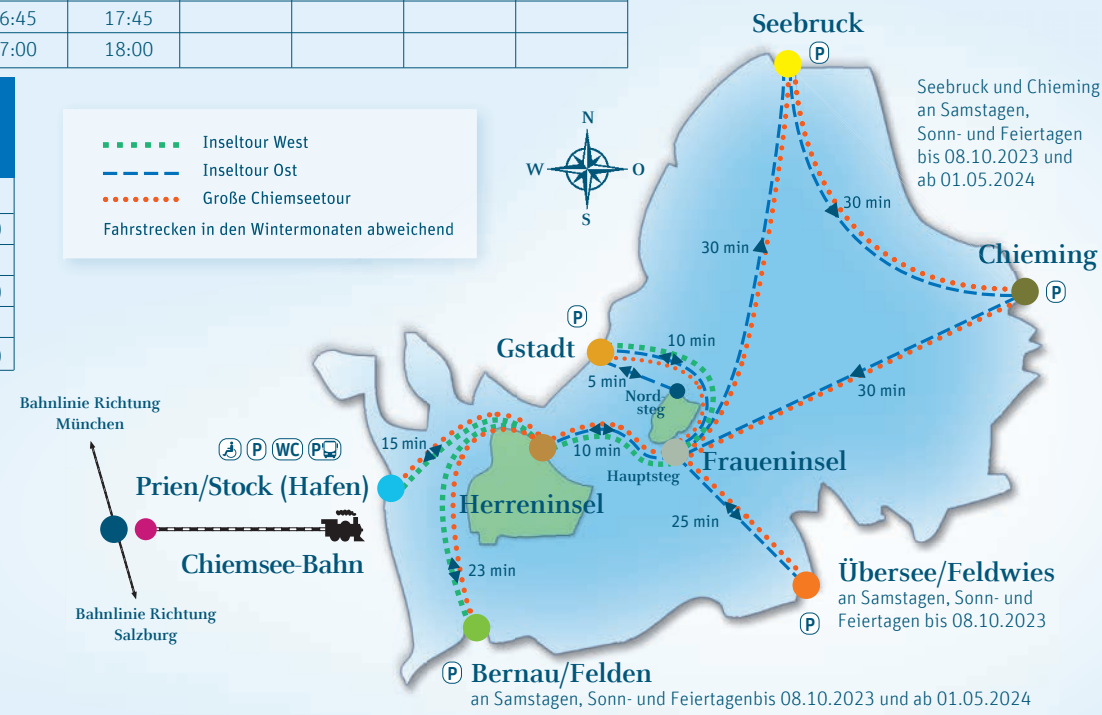 6:45 17:45
7:00 18:00
Seebruck
P
Seebruck und Chieming
an Samstagen,
Sonn- und Feiertagen
bis 08.10.2023 und
ab 01.05.2024
Inseltour West
Inseltour Ost
Große Chiemseetour
Fahrstrecken in den Wintermonaten abweichend
N
W O
S
30 min
30 min
Chieming
P
P
Gstadt
10 min
5 min
Nord
steg
30 min
Bahnlinie Richtung
München
P WC P
15 min
10 min
Hauptsteg
Fraueninsel
Prien/Stock (Hafen)
Herreninsel
25 min
Chiemsee-Bahn
23 min
Übersee/Feldwies
an Samstagen, Sonn- und
Feiertagen bis 08.10.2023
P
Bahnlinie Richtung
Salzburg
P Bernau/Felden
an Samstagen, Sonn- und Feiertagenbis 08.10.2023 und ab 01.05.2024